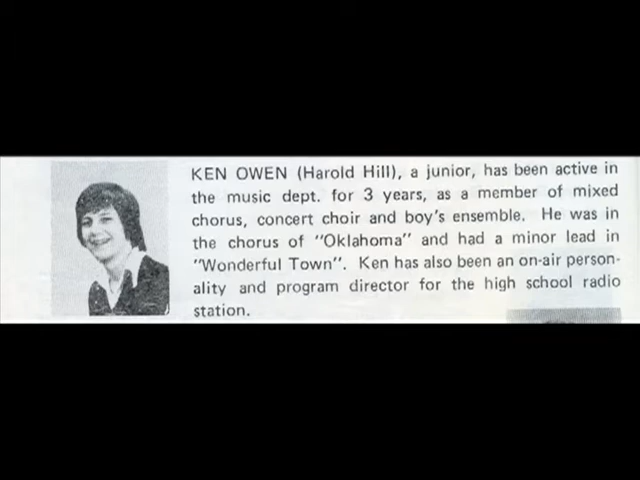 KEN OWEN (Harold Hill), a junior, has been active in
the music dept. for 3 years, as a member of mixed
chorus, concert choir and boy's ensemble. He was in
the chorus of "Oklahoma" and had a minor lead in
"Wonderful Town". Ken has also been an on-air person-
ality and program director for the high school radio
station.